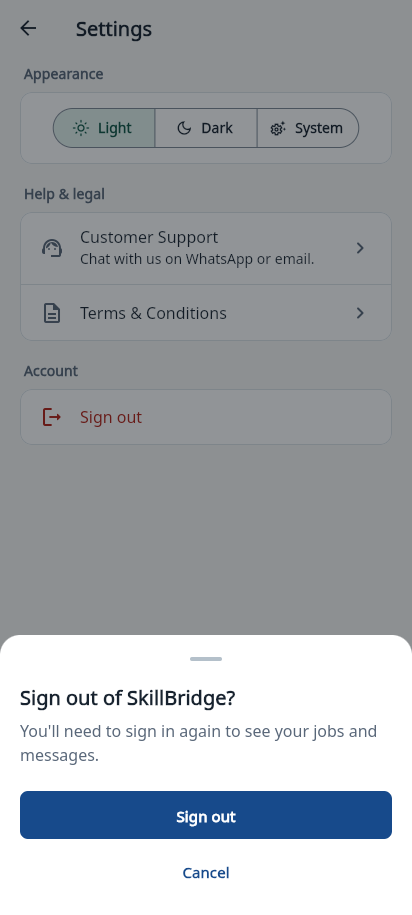 Settings
Appearance
Light
Dark
System
Help & legal
Customer Support
Chat with us on WhatsApp or email.
Terms & Conditions
Account
Sign out
Sign out of SkillBridge?
You'll need to sign in again to see your jobs and
messages.
Sign out
Cancel